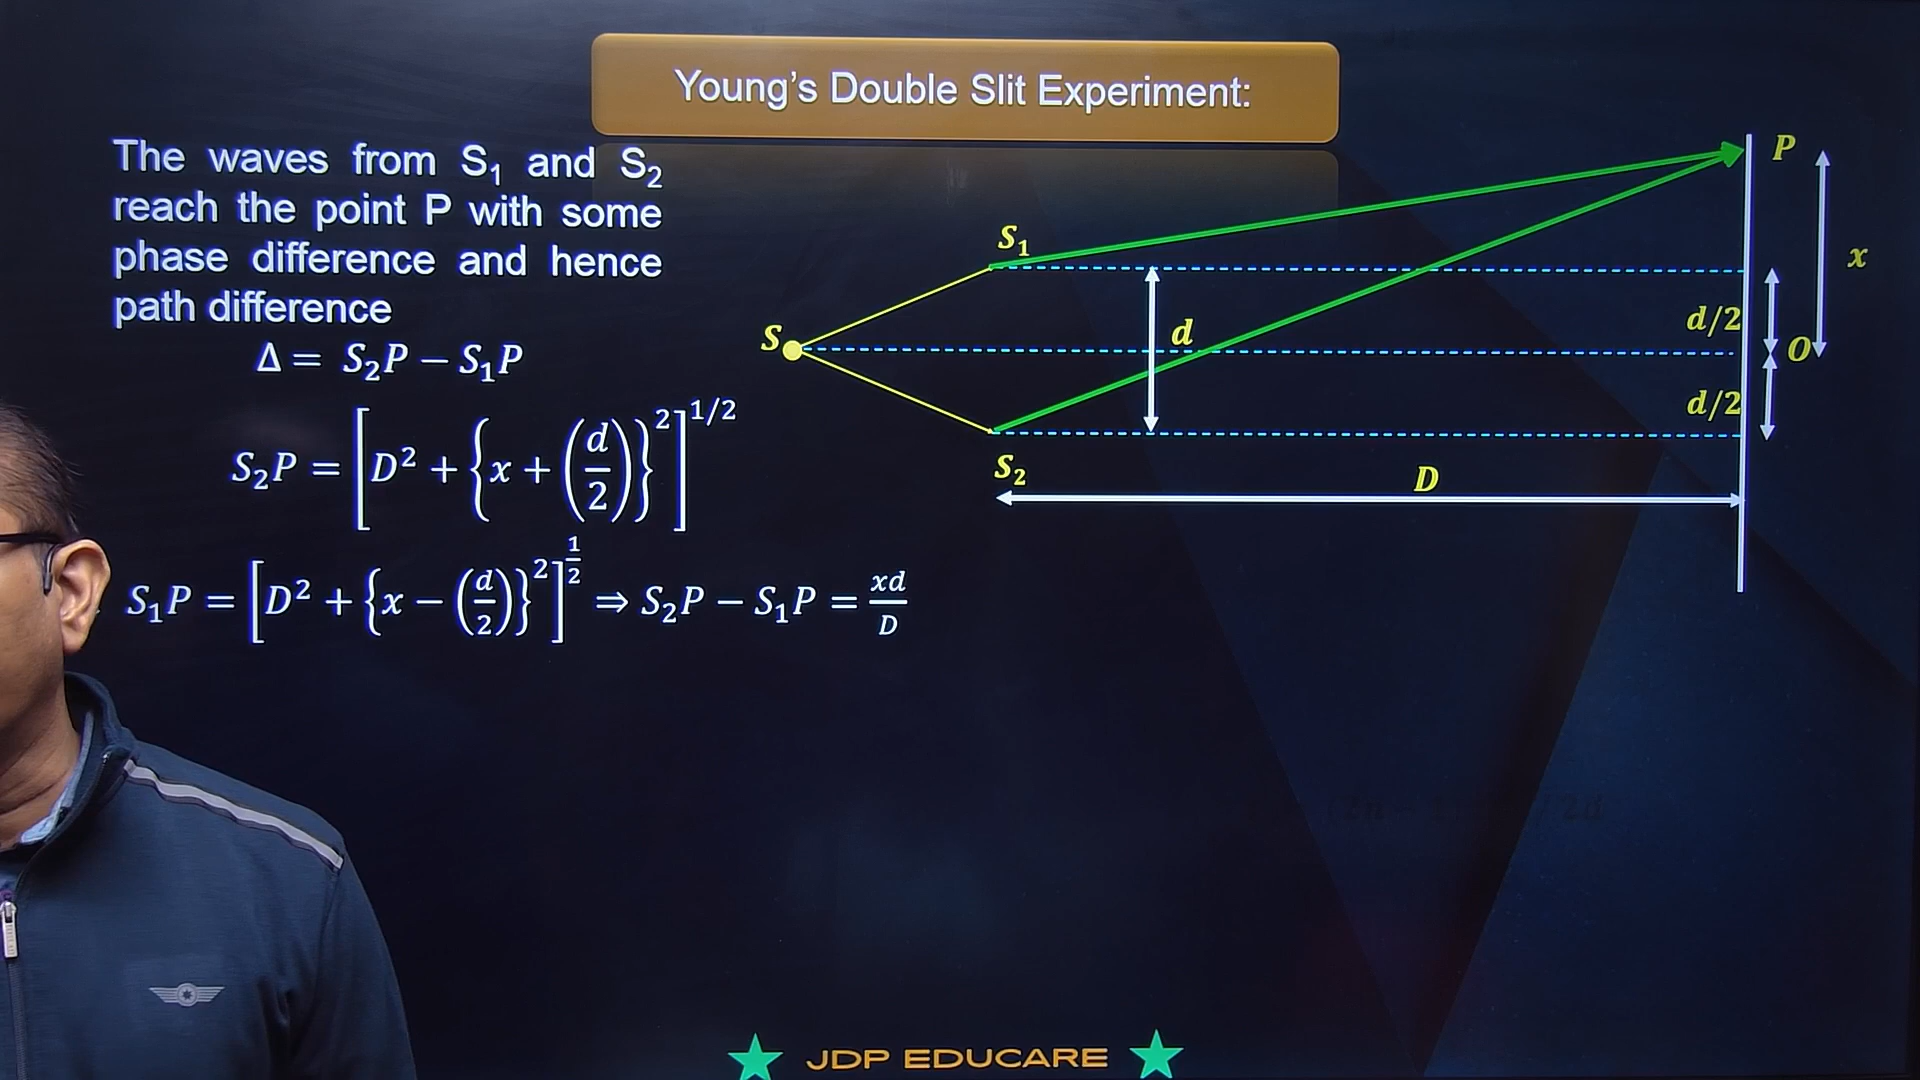 Young's Double Slit Experiment:
The waves from S₁ and S₂
reach the point P with some
phase difference and hence
path difference
Δ = S₂P − S₁P
S₂P = [D² + {x + (d/2)}²]^1/2
S₁P = [D² + {x − (d/2)}²]^1/2 ⇒ S₂P − S₁P = xd/D
P
S₁
x
d/2
S
d
O
d/2
S₂
D
JDP EDUCARE